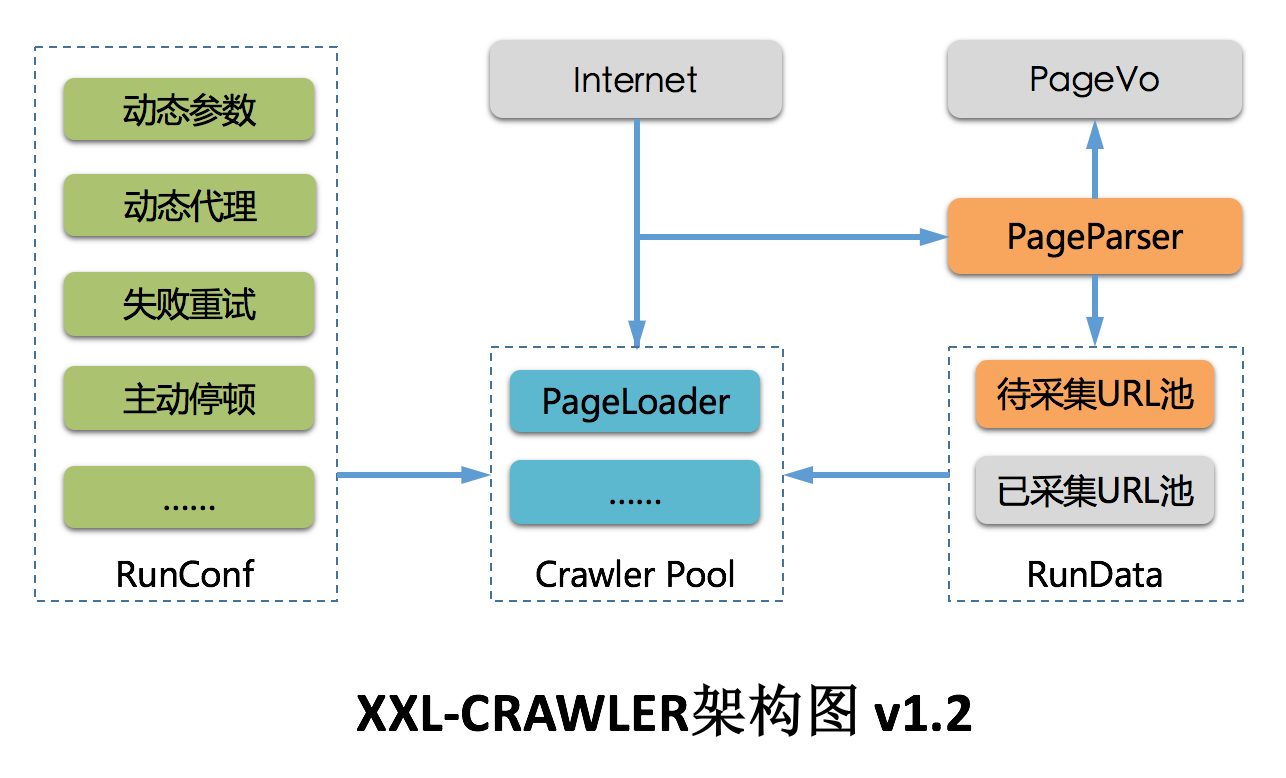 动态参数
动态代理
失败重试
主动停顿
......
RunConf
Internet
PageLoader
......
Crawler Pool
PageVo
PageParser
待采集URL池
已采集URL池
RunData
XXL-CRAWLER架构图 v1.2